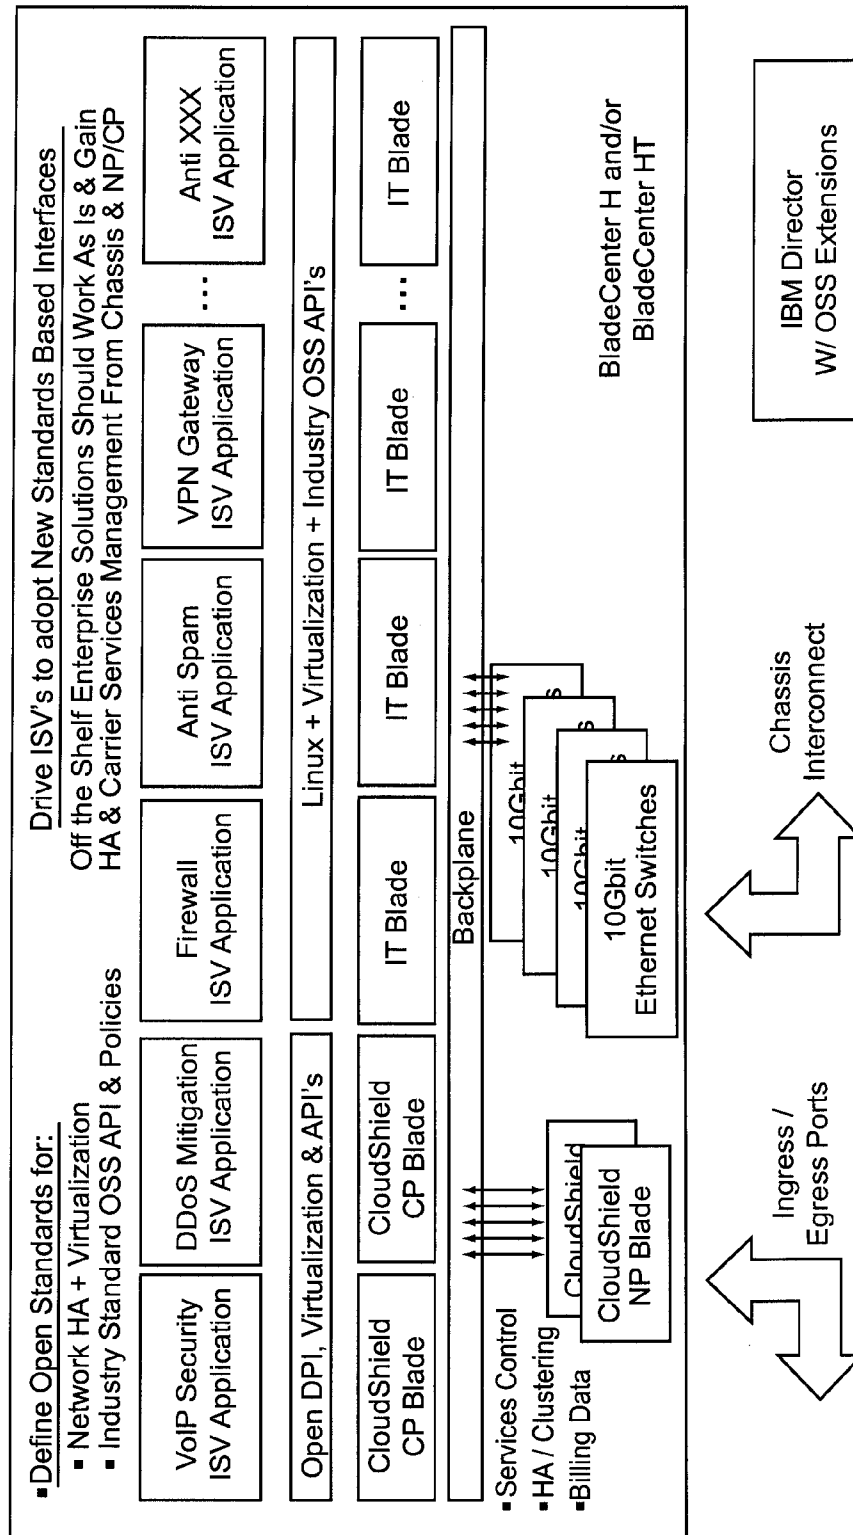 ▪Define Open Standards for:
▪ Network HA + Virtualization
▪ Industry Standard OSS API & Policies
Drive ISV's to adopt New Standards Based Interfaces
Off the Shelf Enterprise Solutions Should Work As Is & Gain
HA & Carrier Services Management From Chassis & NP/CP
VoIP Security
ISV Application
DDoS Mitigation
ISV Application
Firewall
ISV Application
Anti Spam
ISV Application
VPN Gateway
ISV Application
...
Anti XXX
ISV Application
Open DPI, Virtualization & API's
Linux + Virtualization + Industry OSS API's
CloudShield
CP Blade
CloudShield
CP Blade
IT Blade
IT Blade
IT Blade
...
IT Blade
Backplane
▪Services Control
▪HA / Clustering
▪Billing Data
CloudShield
CloudShield
NP Blade
10Gbit
s
10Gbit
s
10Gbit
s
10Gbit
Ethernet Switches
BladeCenter H and/or
BladeCenter HT
Ingress /
Egress Ports
Chassis
Interconnect
IBM Director
W/ OSS Extensions